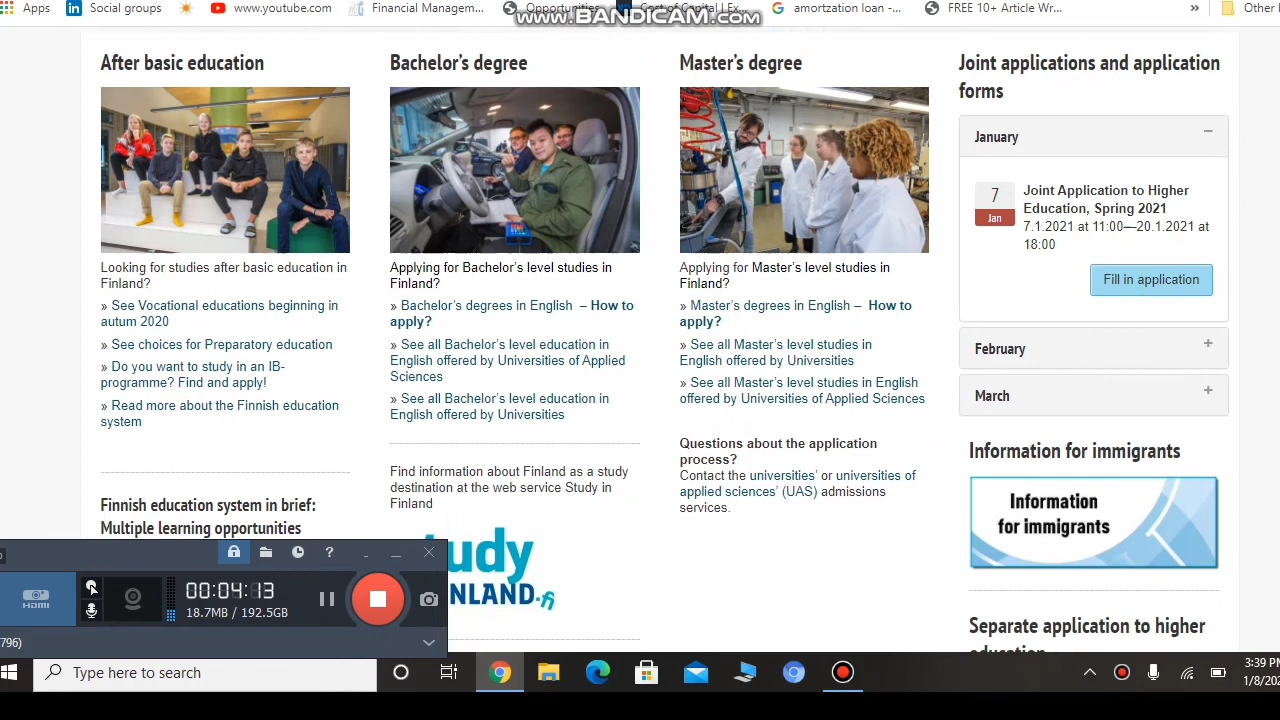 Apps
Social groups
www.youtube.com
Financial Managem...
Opportunities
Cost of Capital | Ex...
amortzation loan -...
FREE 10+ Article Wr...
»
Other
www.BANDICAM.com
After basic education
Looking for studies after basic education in
Finland?
» See Vocational educations beginning in
autum 2020
» See choices for Preparatory education
» Do you want to study in an IB-
programme? Find and apply!
» Read more about the Finnish education
system
Finnish education system in brief:
Multiple learning opportunities
Bachelor's degree
Applying for Bachelor's level studies in
Finland?
» Bachelor's degrees in English – How to
apply?
» See all Bachelor's level education in
English offered by Universities of Applied
Sciences
» See all Bachelor's level education in
English offered by Universities
Find information about Finland as a study
destination at the web service Study in
Finland
udy
NLAND.fi
Master's degree
Applying for Master's level studies in
Finland?
» Master's degrees in English – How to
apply?
» See all Master's level studies in
English offered by Universities
» See all Master's level studies in English
offered by Universities of Applied Sciences
Questions about the application
process?
Contact the universities' or universities of
applied sciences' (UAS) admissions
services.
Joint applications and application
forms
January
7
Jan
Joint Application to Higher
Education, Spring 2021
7.1.2021 at 11:00—20.1.2021 at
18:00
Fill in application
February
March
Information for immigrants
Information
for immigrants
Separate application to higher
education
HDMI
00:04:13
18.7MB / 192.5GB
796)
Type here to search
3:39 PM
1/8/202